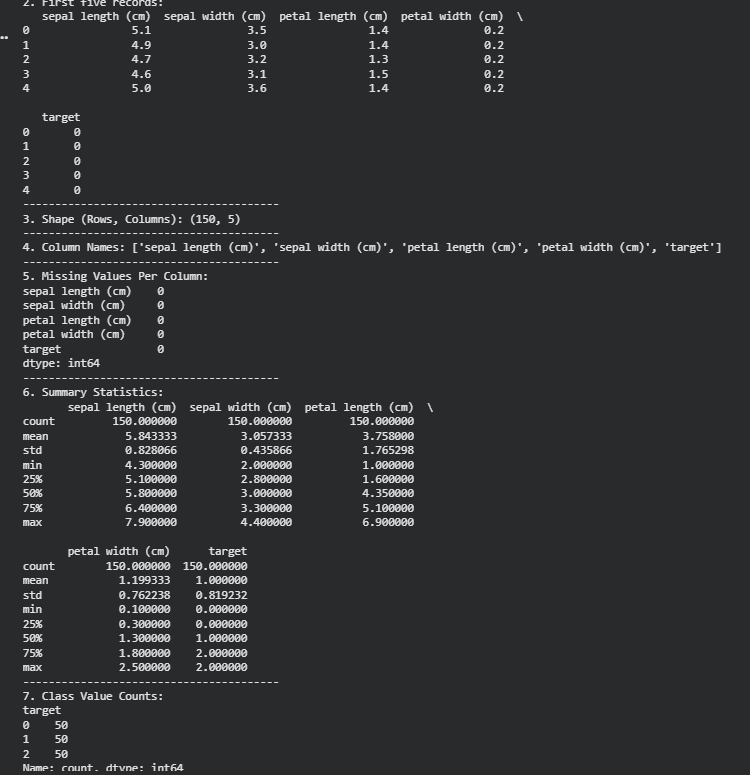 2. First five records:
   sepal length (cm)  sepal width (cm)  petal length (cm)  petal width (cm)  \
0                5.1               3.5                1.4               0.2
1                4.9               3.0                1.4               0.2
2                4.7               3.2                1.3               0.2
3                4.6               3.1                1.5               0.2
4                5.0               3.6                1.4               0.2

   target
0       0
1       0
2       0
3       0
4       0
----------------------------------------
3. Shape (Rows, Columns): (150, 5)
----------------------------------------
4. Column Names: ['sepal length (cm)', 'sepal width (cm)', 'petal length (cm)', 'petal width (cm)', 'target']
----------------------------------------
5. Missing Values Per Column:
sepal length (cm)    0
sepal width (cm)     0
petal length (cm)    0
petal width (cm)     0
target               0
dtype: int64
----------------------------------------
6. Summary Statistics:
       sepal length (cm)  sepal width (cm)  petal length (cm)  \
count         150.000000        150.000000         150.000000
mean            5.843333          3.057333           3.758000
std             0.828066          0.435866           1.765298
min             4.300000          2.000000           1.000000
25%             5.100000          2.800000           1.600000
50%             5.800000          3.000000           4.350000
75%             6.400000          3.300000           5.100000
max             7.900000          4.400000           6.900000

       petal width (cm)      target
count        150.000000  150.000000
mean           1.199333    1.000000
std            0.762238    0.819232
min            0.100000    0.000000
25%            0.300000    0.000000
50%            1.300000    1.000000
75%            1.800000    2.000000
max            2.500000    2.000000
----------------------------------------
7. Class Value Counts:
target
0    50
1    50
2    50
Name: count, dtype: int64